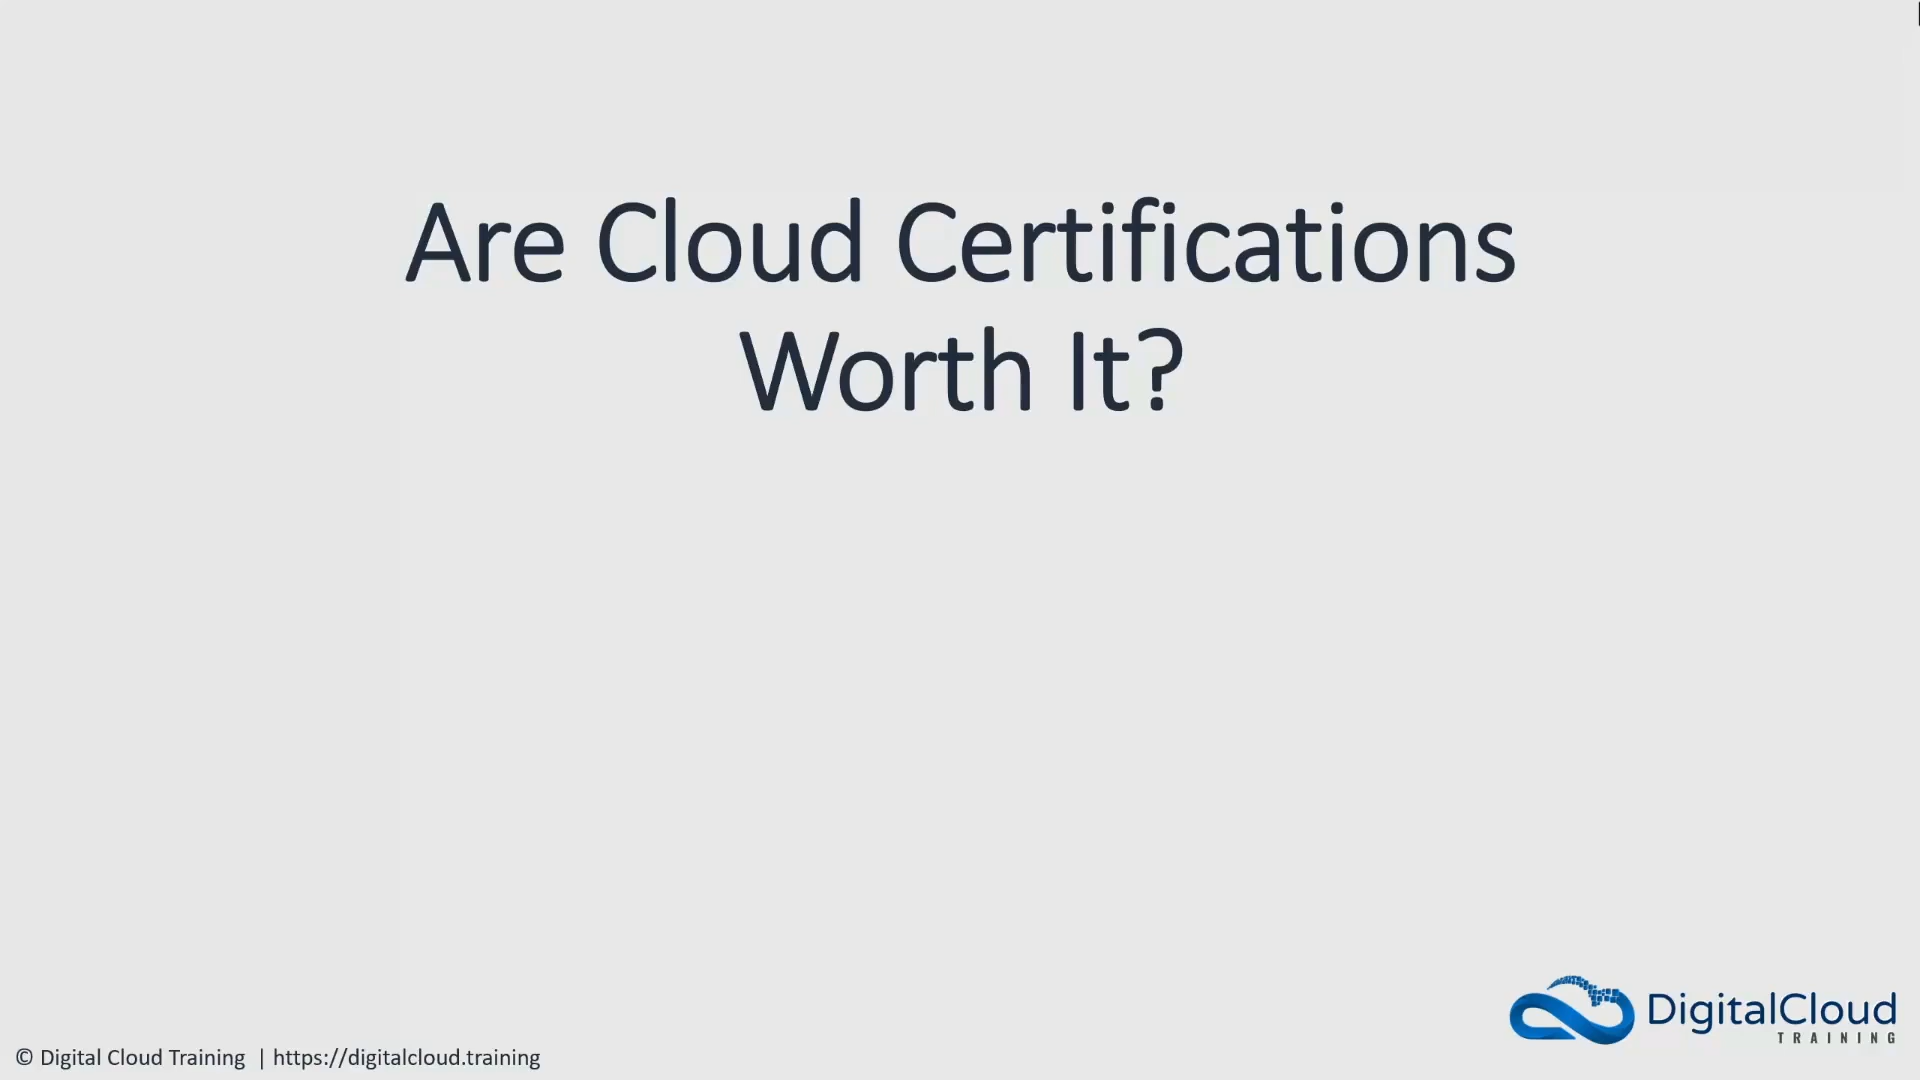 Are Cloud Certifications
Worth It?
DigitalCloud
TRAINING
© Digital Cloud Training | https://digitalcloud.training